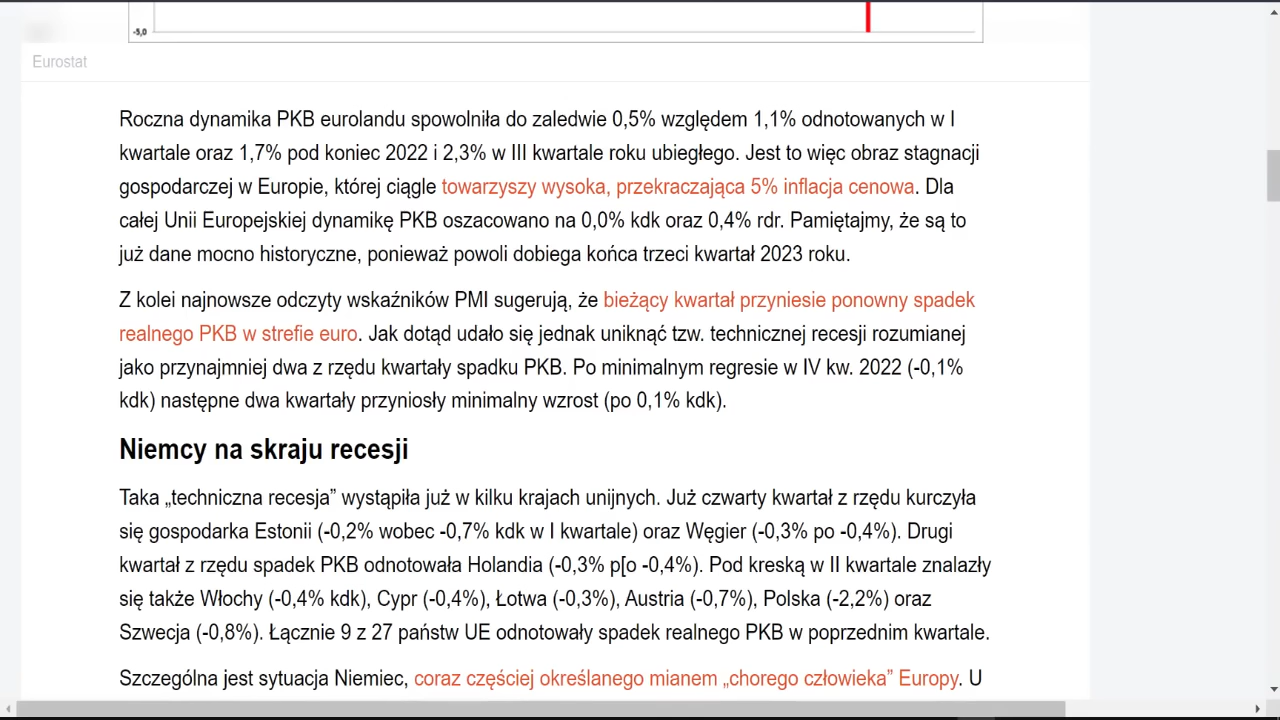 -5,0
Eurostat
Roczna dynamika PKB eurolandu spowolniła do zaledwie 0,5% względem 1,1% odnotowanych w I
kwartale oraz 1,7% pod koniec 2022 i 2,3% w III kwartale roku ubiegłego. Jest to więc obraz stagnacji
gospodarczej w Europie, której ciągle towarzyszy wysoka, przekraczająca 5% inflacja cenowa. Dla
całej Unii Europejskiej dynamikę PKB oszacowano na 0,0% kdk oraz 0,4% rdr. Pamiętajmy, że są to
już dane mocno historyczne, ponieważ powoli dobiega końca trzeci kwartał 2023 roku.
Z kolei najnowsze odczyty wskaźników PMI sugerują, że bieżący kwartał przyniesie ponowny spadek
realnego PKB w strefie euro. Jak dotąd udało się jednak uniknąć tzw. technicznej recesji rozumianej
jako przynajmniej dwa z rzędu kwartały spadku PKB. Po minimalnym regresie w IV kw. 2022 (-0,1%
kdk) następne dwa kwartały przyniosły minimalny wzrost (po 0,1% kdk).
Niemcy na skraju recesji
Taka „techniczna recesja” wystąpiła już w kilku krajach unijnych. Już czwarty kwartał z rzędu kurczyła
się gospodarka Estonii (-0,2% wobec -0,7% kdk w I kwartale) oraz Węgier (-0,3% po -0,4%). Drugi
kwartał z rzędu spadek PKB odnotowała Holandia (-0,3% p[o -0,4%). Pod kreską w II kwartale znalazły
się także Włochy (-0,4% kdk), Cypr (-0,4%), Łotwa (-0,3%), Austria (-0,7%), Polska (-2,2%) oraz
Szwecja (-0,8%). Łącznie 9 z 27 państw UE odnotowały spadek realnego PKB w poprzednim kwartale.
Szczególna jest sytuacja Niemiec, coraz częściej określanego mianem „chorego człowieka” Europy. U